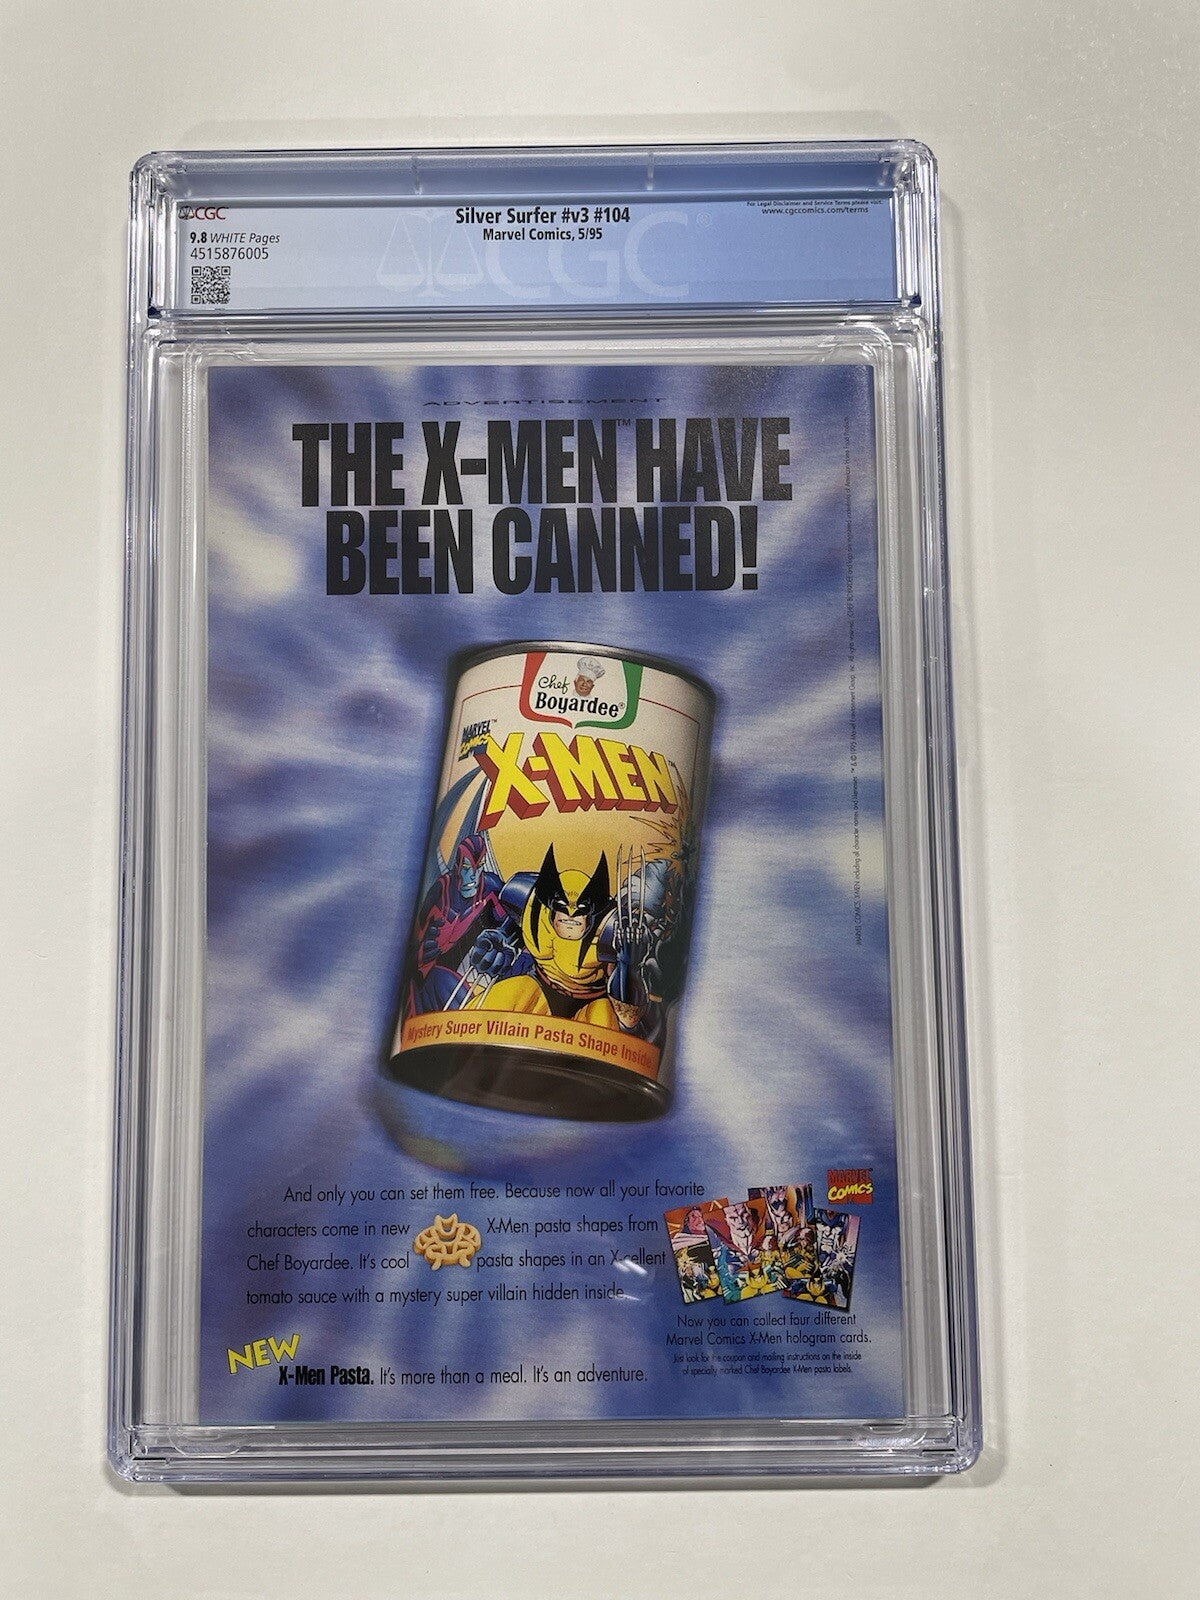 CGC
9.8 WHITE Pages
4515876005
Silver Surfer #v3 #104
Marvel Comics, 5/95
For Legal Disclaimer and Service Terms please visit:
www.cgccomics.com/terms
CGC®
ADVERTISEMENT
THE X-MEN™ HAVE
BEEN CANNED!
Chef
Boyardee®
MARVEL™
COMICS
X-MEN™
Mystery Super Villain Pasta Shape Inside
And only you can set them free. Because now all your favorite
characters come in new X-Men pasta shapes from
Chef Boyardee. It's cool pasta shapes in an X-cellent
tomato sauce with a mystery super villain hidden inside.
NEW
X-Men Pasta. It's more than a meal. It's an adventure.
MARVEL
COMICS
Now you can collect four different
Marvel Comics X-Men hologram cards.
Just look for the coupon and mailing instructions on the inside
of specially marked Chef Boyardee X-Men pasta labels.